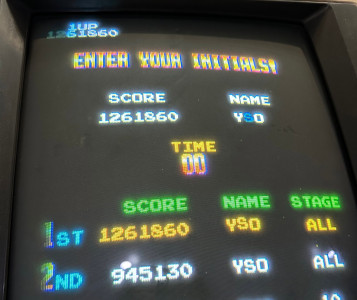 1UP
1261860
ENTER YOUR INITIALS!
SCORE NAME
1261860 YSO
TIME
00
SCORE NAME STAGE
1ST 1261860 YSO ALL
2ND 945130 YSO ALL